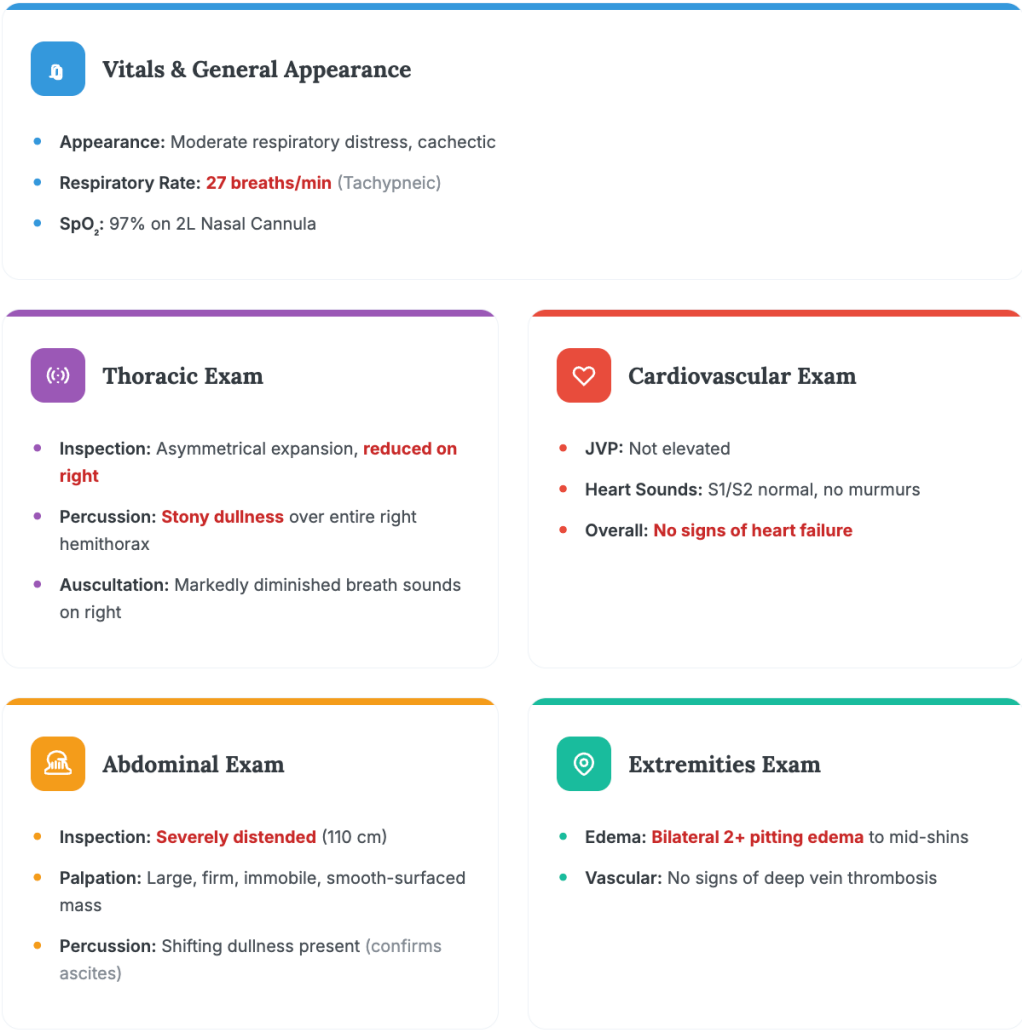 Vitals & General Appearance
Appearance: Moderate respiratory distress, cachectic
Respiratory Rate: 27 breaths/min (Tachypneic)
SpO₂: 97% on 2L Nasal Cannula
Thoracic Exam
Inspection: Asymmetrical expansion, reduced on
right
Percussion: Stony dullness over entire right
hemithorax
Auscultation: Markedly diminished breath sounds
on right
Cardiovascular Exam
JVP: Not elevated
Heart Sounds: S1/S2 normal, no murmurs
Overall: No signs of heart failure
Abdominal Exam
Inspection: Severely distended (110 cm)
Palpation: Large, firm, immobile, smooth-surfaced
mass
Percussion: Shifting dullness present (confirms
ascites)
Extremities Exam
Edema: Bilateral 2+ pitting edema to mid-shins
Vascular: No signs of deep vein thrombosis